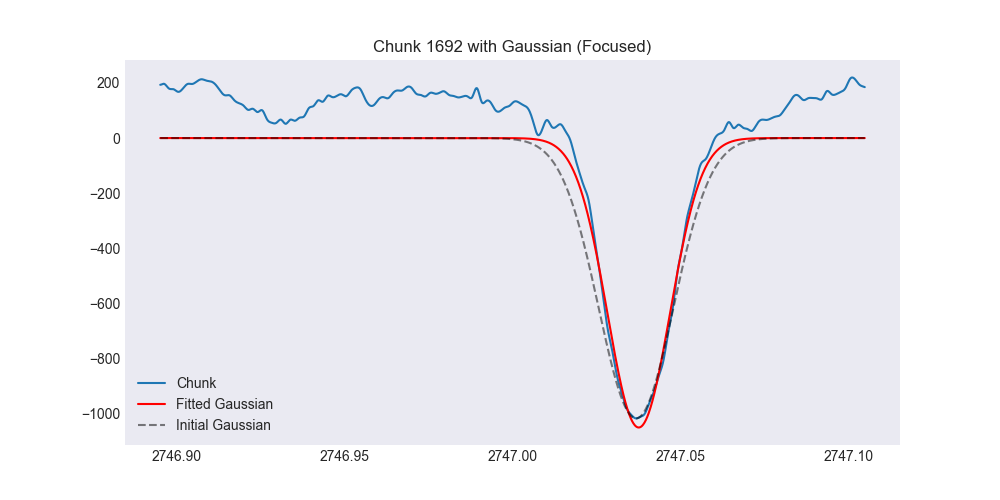 Chunk 1692 with Gaussian (Focused)
200
0
−200
−400
−600
−800
−1000
Chunk
Fitted Gaussian
Initial Gaussian
2746.90 2746.95 2747.00 2747.05 2747.10